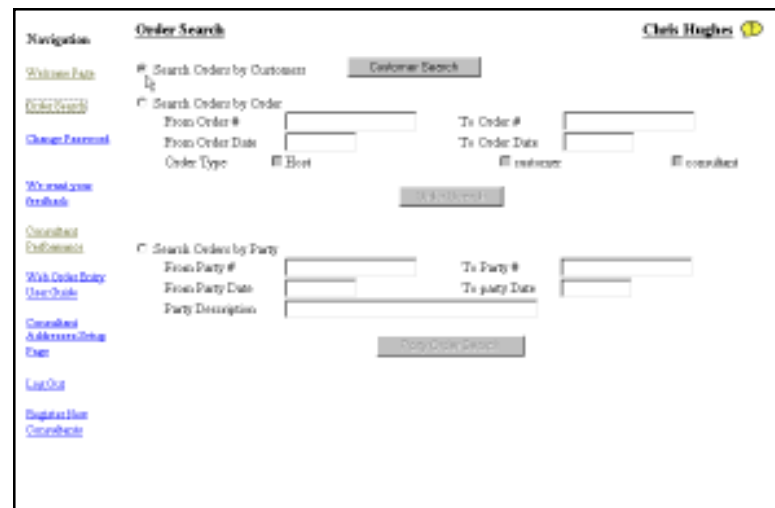 Navigation
Order Search
Chris Hughes
Welcome Page
Search Orders by Customers
Customer Search
Order Search
Search Orders by Order
From Order #
To Order #
Change Password
From Order Date
To Order Date
Order Type
Host
customer
consultant
We want your
feedback
Order Search
Consultant
Performance
Search Orders by Party
From Party #
To Party #
Web Order Entry
User Guide
From Party Date
To party Date
Party Description
Consultant
Addresses Setup
Page
Party Order Search
Log Out
Register New
Consultants